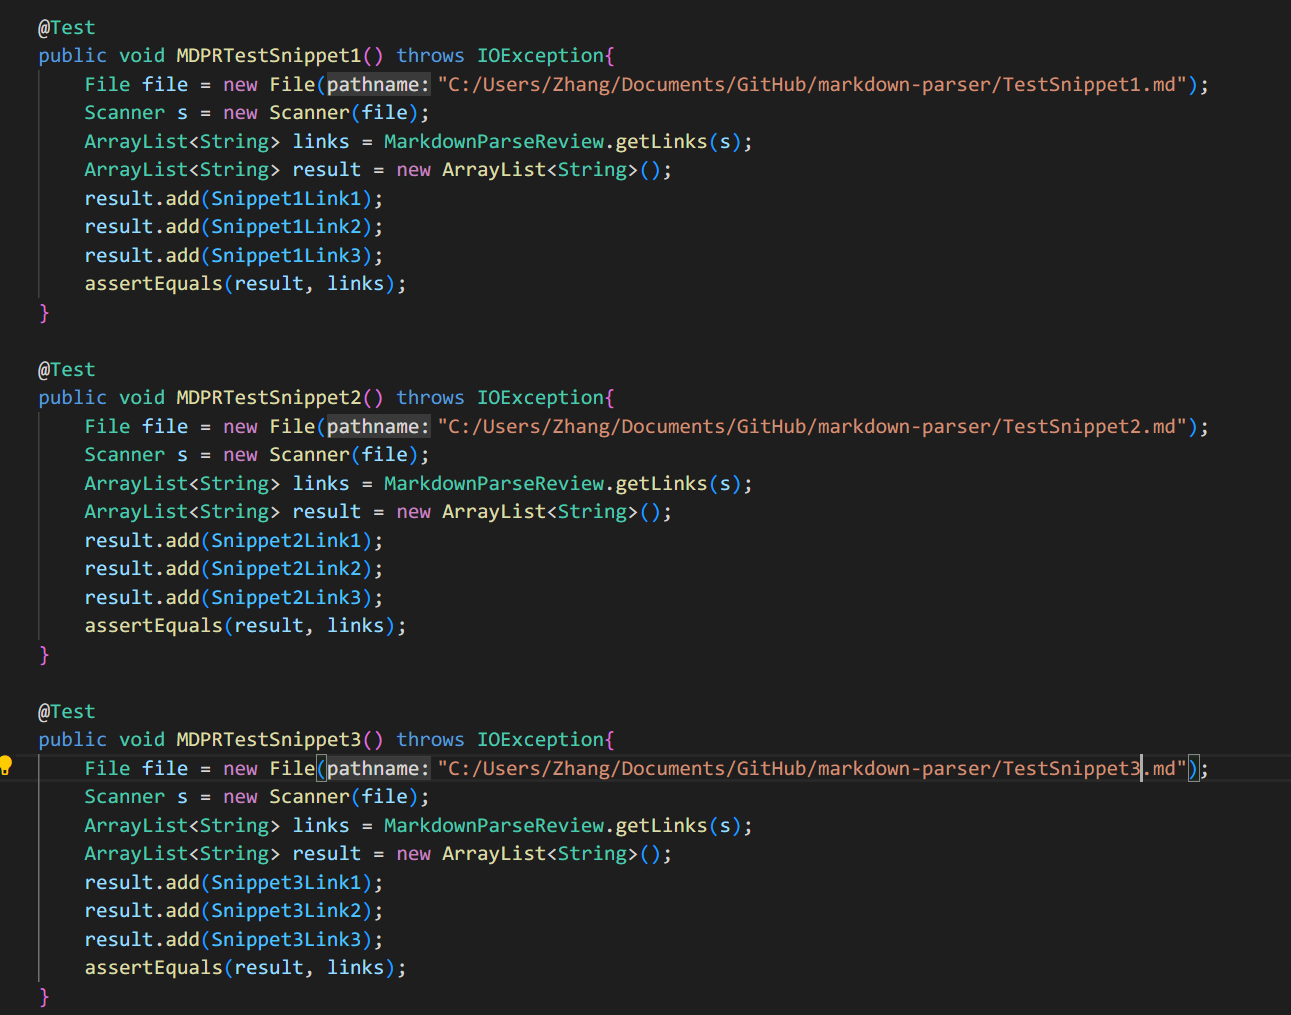 @Test
public void MDPRTestSnippet1() throws IOException{
File file = new File(pathname: "C:/Users/Zhang/Documents/GitHub/markdown-parser/TestSnippet1.md");
Scanner s = new Scanner(file);
ArrayList<String> links = MarkdownParseReview.getLinks(s);
ArrayList<String> result = new ArrayList<String>();
result.add(Snippet1Link1);
result.add(Snippet1Link2);
result.add(Snippet1Link3);
assertEquals(result, links);
}
@Test
public void MDPRTestSnippet2() throws IOException{
File file = new File(pathname: "C:/Users/Zhang/Documents/GitHub/markdown-parser/TestSnippet2.md");
Scanner s = new Scanner(file);
ArrayList<String> links = MarkdownParseReview.getLinks(s);
ArrayList<String> result = new ArrayList<String>();
result.add(Snippet2Link1);
result.add(Snippet2Link2);
result.add(Snippet2Link3);
assertEquals(result, links);
}
@Test
public void MDPRTestSnippet3() throws IOException{
File file = new File(pathname: "C:/Users/Zhang/Documents/GitHub/markdown-parser/TestSnippet3.md");
Scanner s = new Scanner(file);
ArrayList<String> links = MarkdownParseReview.getLinks(s);
ArrayList<String> result = new ArrayList<String>();
result.add(Snippet3Link1);
result.add(Snippet3Link2);
result.add(Snippet3Link3);
assertEquals(result, links);
}